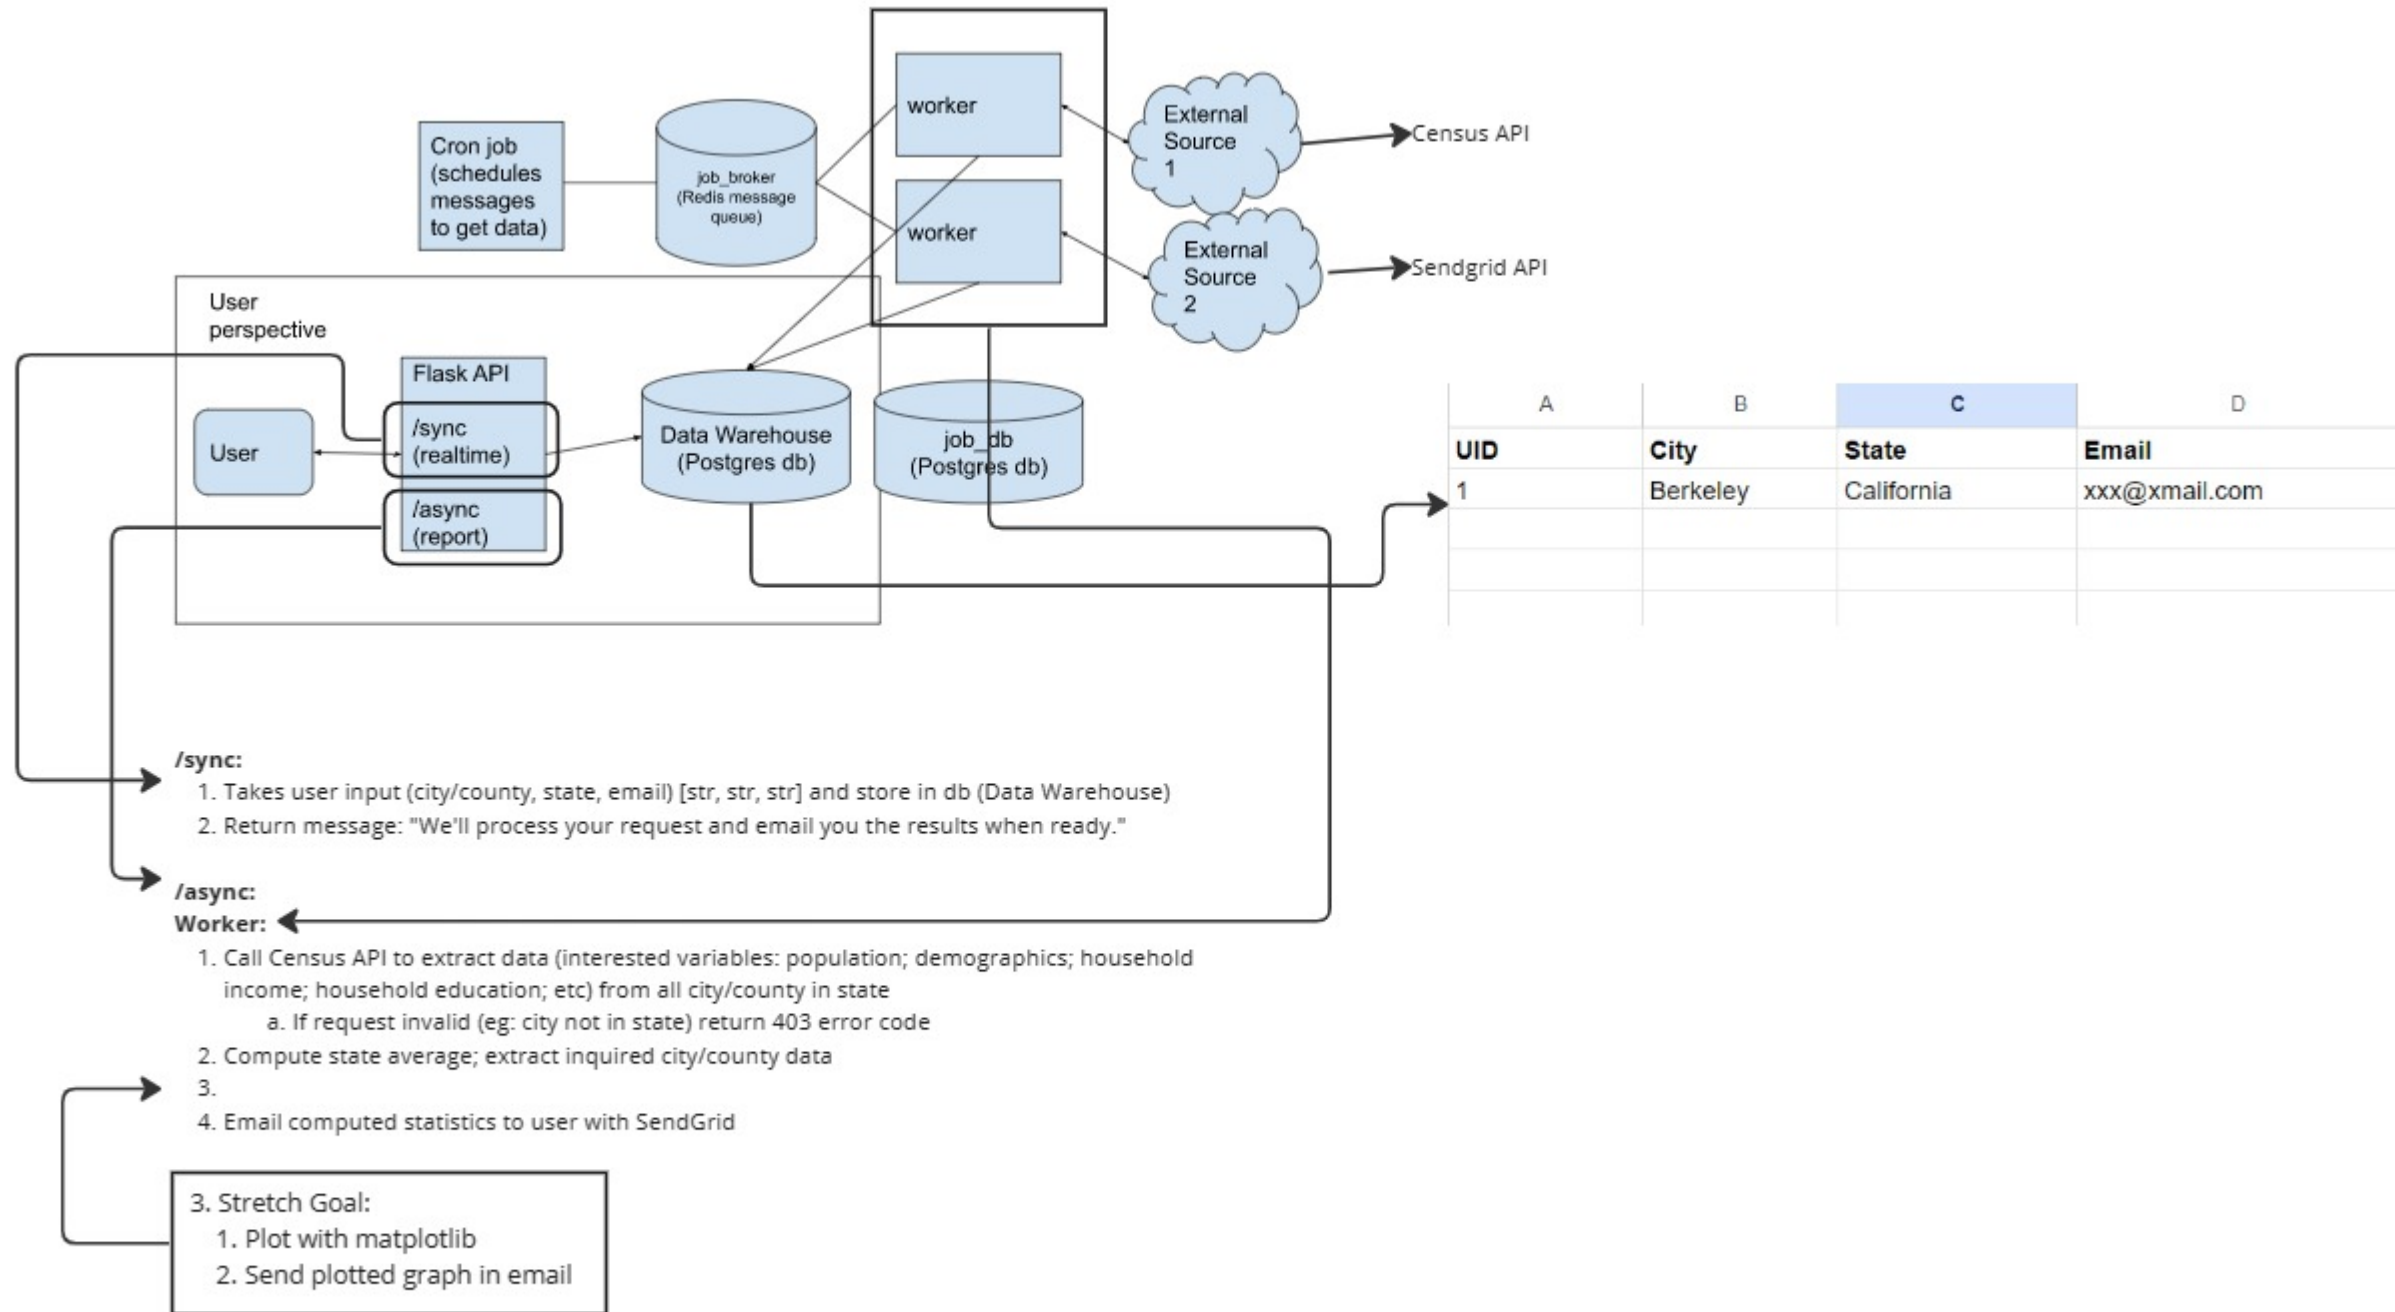 worker
External
Source
1
Census API
Cron job
(schedules
messages
to get data)
job_broker
(Redis message
queue)
worker
External
Source
2
Sendgrid API
User
perspective
Flask API
/sync
(realtime)
User
/async
(report)
Data Warehouse
(Postgres db)
job_db
(Postgres db)
A B C D
UID City State Email
1 Berkeley California xxx@xmail.com
/sync:
1. Takes user input (city/county, state, email) [str, str, str] and store in db (Data Warehouse)
2. Return message: "We'll process your request and email you the results when ready."
/async:
Worker:
1. Call Census API to extract data (interested variables: population; demographics; household
income; household education; etc) from all city/county in state
a. If request invalid (eg: city not in state) return 403 error code
2. Compute state average; extract inquired city/county data
3.
4. Email computed statistics to user with SendGrid
3. Stretch Goal:
1. Plot with matplotlib
2. Send plotted graph in email